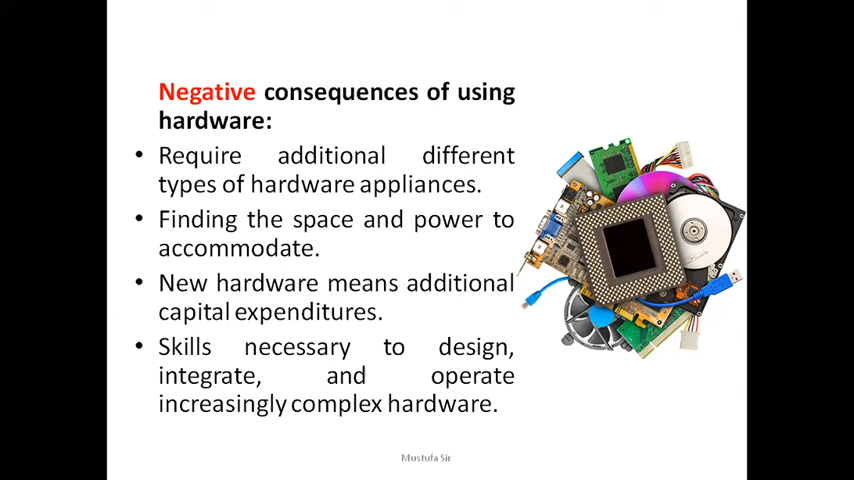 Negative consequences of using
hardware:
• Require additional different
types of hardware appliances.
• Finding the space and power to
accommodate.
• New hardware means additional
capital expenditures.
• Skills necessary to design,
integrate, and operate
increasingly complex hardware.
Mustufa Sir